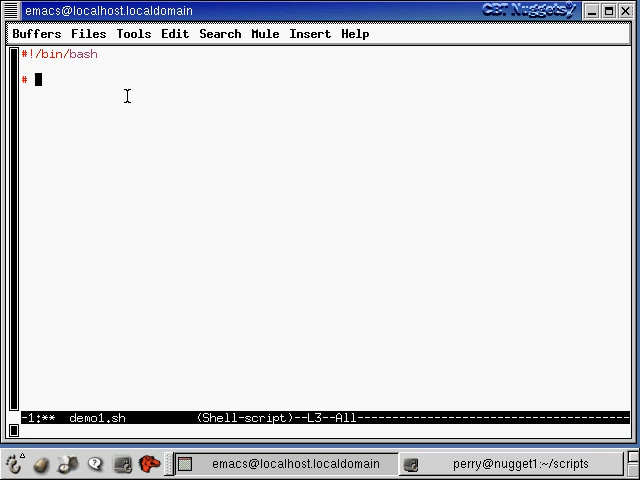 emacs@localhost.localdomain
CBT Nuggets
Buffers Files Tools Edit Search Mule Insert Help
#!/bin/bash
#
-1:** demo1.sh (Shell-script)--L3--All----------------------------------------
emacs@localhost.localdomain
perry@nugget1:~/scripts